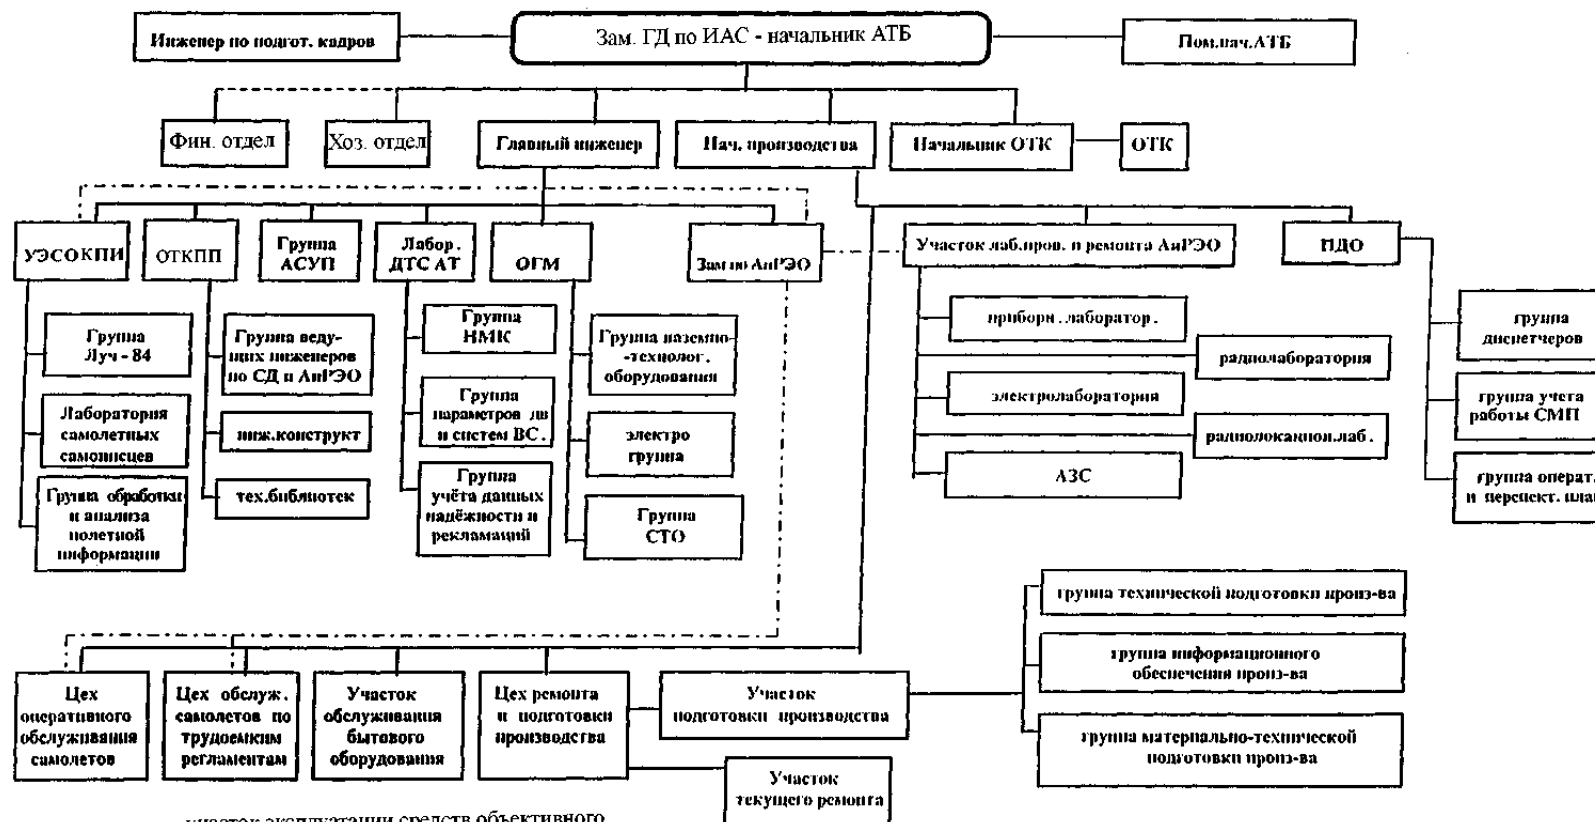 Инженер по подгот. кадров
Зам. ГД по ИАС - начальник АТБ
Пом.нач.АТБ
Фин. отдел
Хоз. отдел
Главный инженер
Нач. производства
Начальник ОТК
ОТК
УЭСОКПИ
ОТКПП
Группа
АСУП
Лабор.
ДТС АТ
ОГМ
Зам по АиРЭО
Участок лаб.пров. и ремонта АиРЭО
ПДО
Группа
Луч - 84
Лаборатория
самолетных
самописцев
Группа обработки
и анализа
полетной
информации
Группа веду-
щих инженеров
по СД и АиРЭО
инж.конструкт
тех.библиотек
Группа
НМК
Группа
параметров дв
и систем ВС.
Группа
учёта данных
надёжности и
рекламаций
Группа наземно
-технолог.
оборудования
электро
группа
Группа
СТО
приборн.лаборатор.
радиолаборатория
электролаборатория
радиолокацион.лаб.
АЗС
группа
диспетчеров
группа учета
работы СМП
группа операт.
и перспект.план
Цех
оперативного
обслуживания
самолетов
Цех обслуж.
самолетов по
трудоемким
регламентам
Участок
обслуживания
бытового
оборудования
Цех ремонта
и подготовки
производства
Участок
подготовки производства
Участок
текущего ремонта
группа технической подготовки произ-ва
группа информационного
обеспечения произ-ва
группа материально-технической
подготовки произ-ва
участок эксплуатации средств объективного